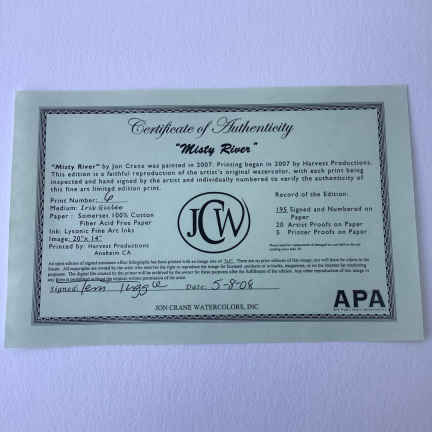 Certificate of Authenticity
"Misty River"
"Misty River" by Jon Crane was painted in 2007. Printing began in 2007 by Harvest Productions.
This edition is a faithful reproduction of the artist's original watercolor, with each print being
inspected and hand signed by the artist and individually numbered to verify the authenticity of
this fine art limited edition print.
Print Number: 6
Medium: Iris Giclée
Paper: Somerset 100% Cotton
Fiber Acid Free Paper
Ink: Lysonic Fine Art Inks
Image: 20"x 14"
Printed by: Harvest Productions
Anaheim CA
JCW
Record of the Edition:
195 Signed and Numbered on
Paper
20 Artist Proofs on Paper
5 Printer Proofs on Paper
Signed
Date: 5-8-08
JON CRANE WATERCOLORS, INC
APA